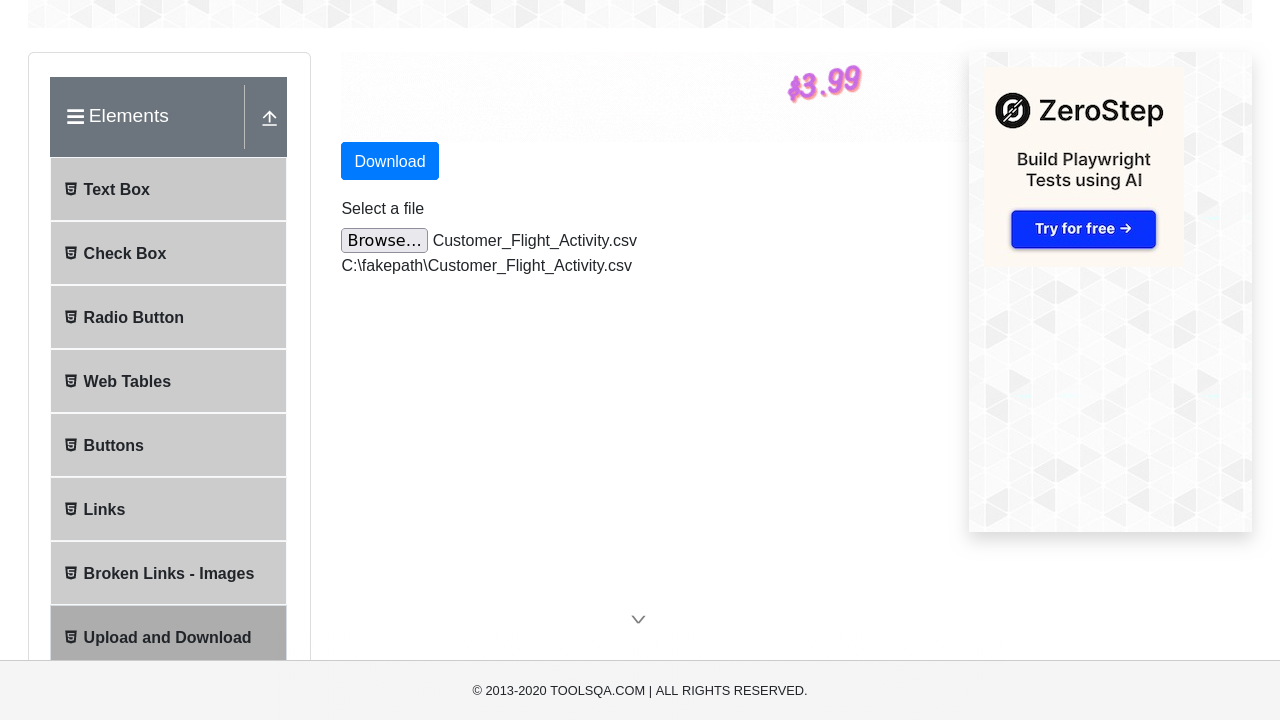 Elements
Text Box
Check Box
Radio Button
Web Tables
Buttons
Links
Broken Links - Images
Upload and Download
$3.99
Download
Select a file
Browse... Customer_Flight_Activity.csv
C:\fakepath\Customer_Flight_Activity.csv
ZeroStep
Build Playwright
Tests using AI
Try for free →
© 2013-2020 TOOLSQA.COM | ALL RIGHTS RESERVED.